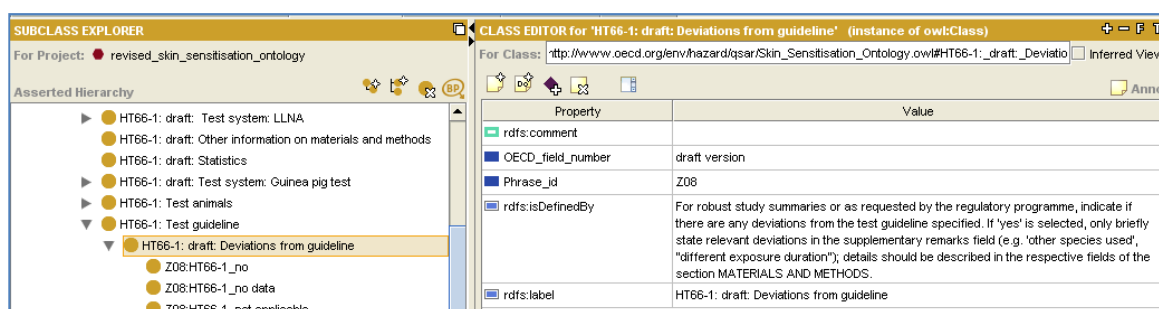 SUBCLASS EXPLORER
For Project: revised_skin_sensitisation_ontology
Asserted Hierarchy
HT66-1: draft: Test system: LLNA
HT66-1: draft: Other information on materials and methods
HT66-1: draft: Statistics
HT66-1: draft: Test system: Guinea pig test
HT66-1: Test animals
HT66-1: Test guideline
HT66-1: draft: Deviations from guideline
Z08:HT66-1_no
Z08:HT66-1_no data
Z08:HT66-1_not applicable
CLASS EDITOR for 'HT66-1: draft: Deviations from guideline' (instance of owl:Class)
For Class: http://www.oecd.org/env/hazard/qsar/Skin_Sensitisation_Ontology.owl#HT66-1:_draft:_Deviatio Inferred View
Anno
Property Value
rdfs:comment
OECD_field_number draft version
Phrase_id Z08
rdfs:isDefinedBy For robust study summaries or as requested by the regulatory programme, indicate if
there are any deviations from the test guideline specified. If 'yes' is selected, only briefly
state relevant deviations in the supplementary remarks field (e.g. 'other species used',
"different exposure duration"); details should be described in the respective fields of the
section MATERIALS AND METHODS.
rdfs:label HT66-1: draft: Deviations from guideline